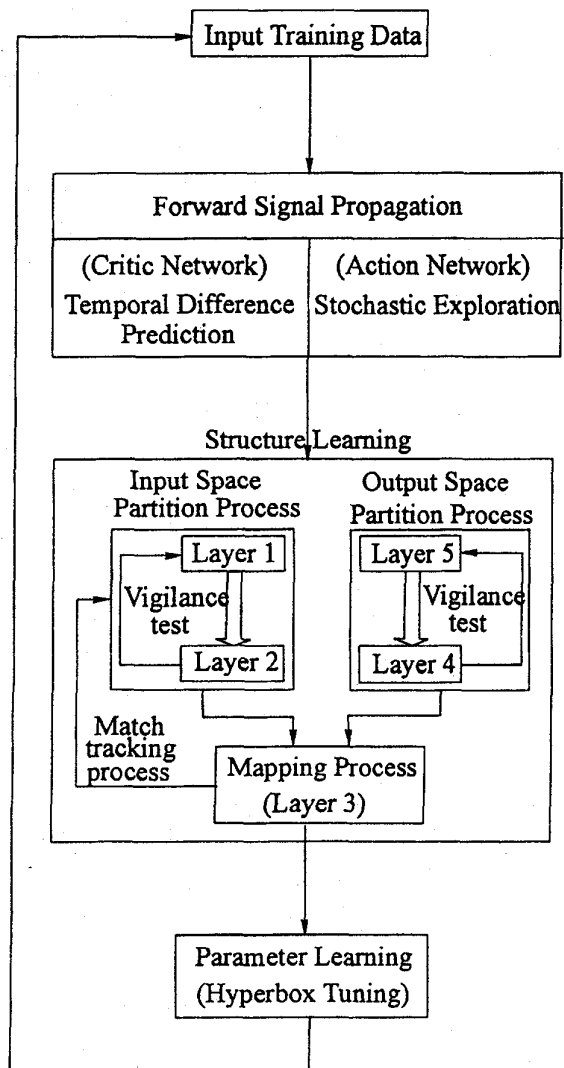 Input Training Data
Forward Signal Propagation
(Critic Network)
Temporal Difference
Prediction
(Action Network)
Stochastic Exploration
Structure Learning
Input Space
Partition Process
Layer 1
Vigilance
test
Layer 2
Output Space
Partition Process
Layer 5
Vigilance
test
Layer 4
Match
tracking
process
Mapping Process
(Layer 3)
Parameter Learning
(Hyperbox Tuning)